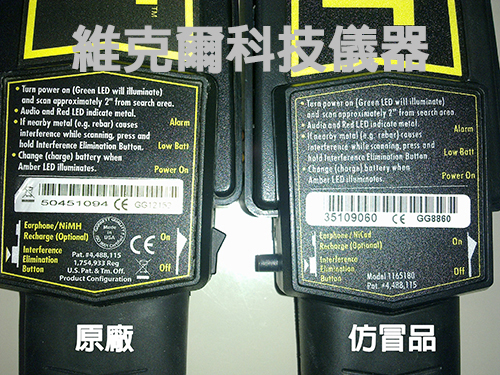 TM
維克爾科技儀器
• Turn power on (Green LED will illuminate)
and scan approximately 2" from search area.
• Audio and Red LED indicate metal.
• If nearby metal (e.g. rebar) causes
interference while scanning, press and
hold Interference Elimination Button.
• Change (charge) battery when
Amber LED illuminates.
Alarm
Low Batt
Power On
50451094
Earphone/NiMH
Recharge (Optional)
Interference
Elimination
Button
On
Off
Pat. #4,488,115
1,754,933 Reg
U.S. Pat. & Tm. Off.
Product Configuration
原廠
• Turn power on (Green LED will illuminate)
and scan approximately 2" from search area.
• Audio and Red LED indicate metal.
• If nearby metal (e.g. rebar) causes
interference while scanning, press and
hold Interference Elimination Button.
• Change (charge) battery when
Amber LED illuminates.
Alarm
Low Batt
Power On
35109060 CE GG8860
Earphone/NiCad
Recharge (Optional)
Interference
Elimination
Button
On
Off
Model 1165180
Pat. #4,488,115
仿冒品